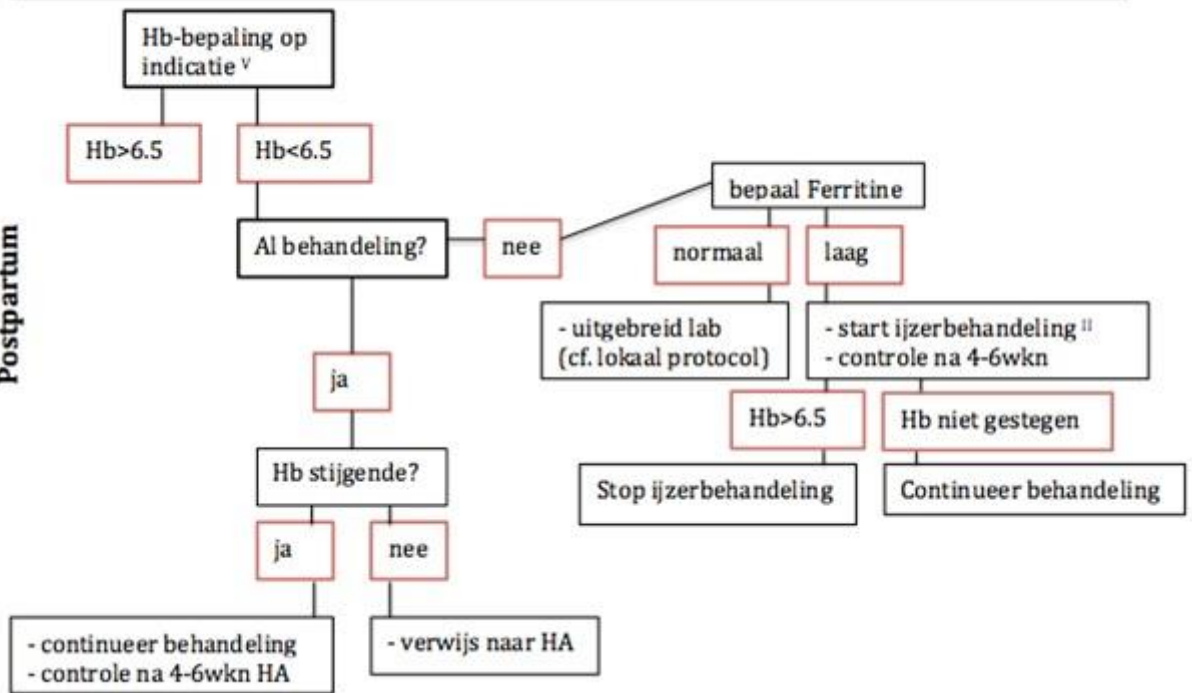 Postpartum
Hb-bepaling op
indicatie ⱽ
Hb>6.5
Hb<6.5
Al behandeling?
nee
bepaal Ferritine
normaal
laag
- uitgebreid lab
(cf. lokaal protocol)
- start ijzerbehandeling ᴵᴵ
- controle na 4-6wkn
ja
Hb>6.5
Hb niet gestegen
Hb stijgende?
Stop ijzerbehandeling
Continueer behandeling
ja
nee
- continueer behandeling
- controle na 4-6wkn HA
- verwijs naar HA